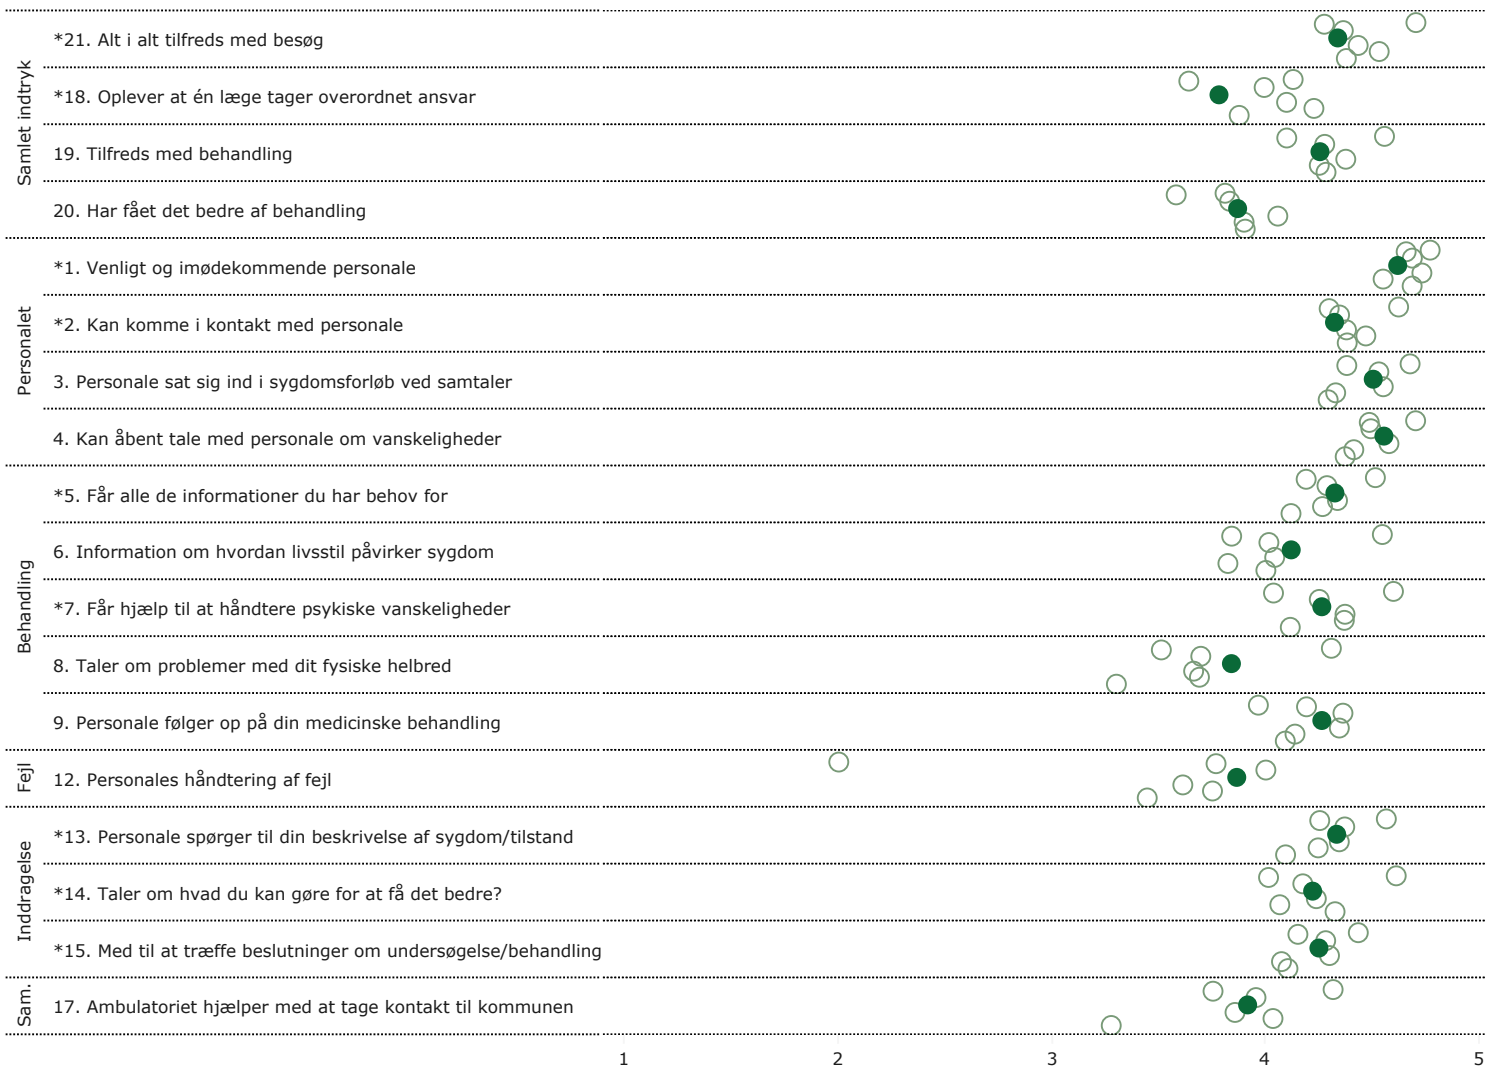 Samlet indtryk
*21. Alt i alt tilfreds med besøg
*18. Oplever at én læge tager overordnet ansvar
19. Tilfreds med behandling
20. Har fået det bedre af behandling
Personalet
*1. Venligt og imødekommende personale
*2. Kan komme i kontakt med personale
3. Personale sat sig ind i sygdomsforløb ved samtaler
4. Kan åbent tale med personale om vanskeligheder
Behandling
*5. Får alle de informationer du har behov for
6. Information om hvordan livsstil påvirker sygdom
*7. Får hjælp til at håndtere psykiske vanskeligheder
8. Taler om problemer med dit fysiske helbred
9. Personale følger op på din medicinske behandling
Fejl
12. Personales håndtering af fejl
Inddragelse
*13. Personale spørger til din beskrivelse af sygdom/tilstand
*14. Taler om hvad du kan gøre for at få det bedre?
*15. Med til at træffe beslutninger om undersøgelse/behandling
Sam.
17. Ambulatoriet hjælper med at tage kontakt til kommunen
1 2 3 4 5